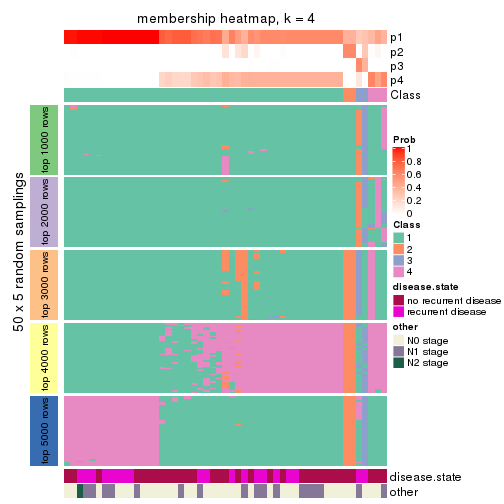 membership heatmap, k = 4
p1
p2
p3
p4
Class
50 x 5 random samplings
top 1000 rows
top 2000 rows
top 3000 rows
top 4000 rows
top 5000 rows
disease.state
other
Prob
1
0.8
0.6
0.4
0.2
0
Class
1
2
3
4
disease.state
no recurrent disease
recurrent disease
other
N0 stage
N1 stage
N2 stage